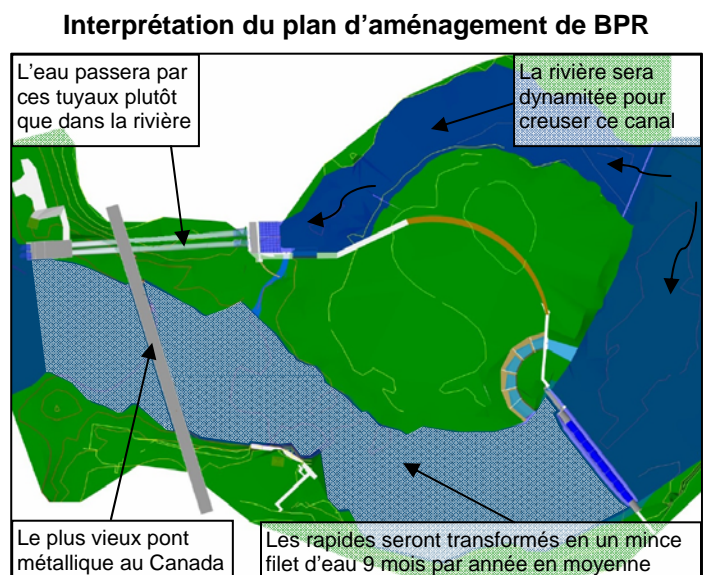 Interprétation du plan d'aménagement de BPR
L'eau passera par
ces tuyaux plutôt
que dans la rivière
La rivière sera
dynamitée pour
creuser ce canal
Le plus vieux pont
métallique au Canada
Les rapides seront transformés en un mince
filet d'eau 9 mois par année en moyenne